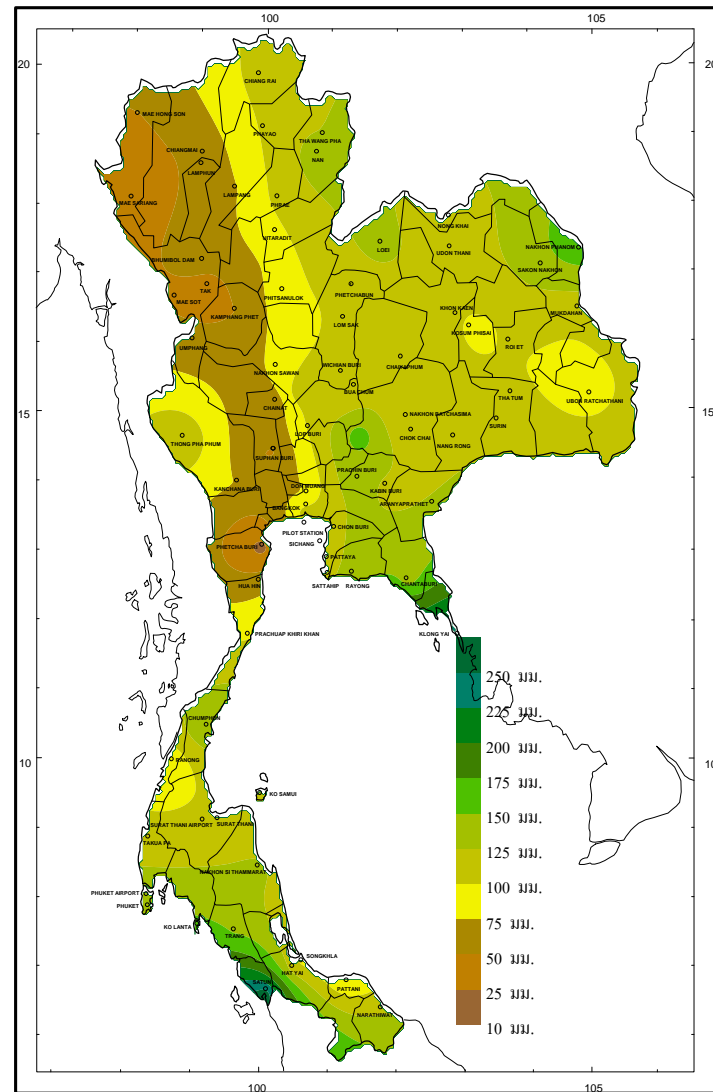 100 105
20 20
CHIANG RAI
MAE HONG SON
PHAYAO
THA WANG PHA
CHIANGMAI
NAN
LAMPHUN
LAMPANG
MAE SARIANG
PHRAE
NONG KHAI
UTTARADIT
LOEI
UDON THANI
NAKHON PHANOM
BHUMIBOL DAM
SAKON NAKHON
TAK
PHITSANULOK
PHETCHABUN
MAE SOT
KHON KAEN
MUKDAHAN
KAMPHANG PHET
LOM SAK
KOSUM PHISAI
UMPHANG
ROI ET
NAKHON SAWAN
WICHIAN BURI
CHAIYAPHUM
BUA CHUM
CHAINAT
THA TUM
UBON RATCHATHANI
15 15
NAKHON RATCHASIMA
SURIN
LOP BURI
CHOK CHAI
NANG RONG
THONG PHA PHUM
SUPHAN BURI
PRACHIN BURI
KANCHANA BURI
DON MUANG
KABIN BURI
BANGKOK
ARANYAPRATHET
PILOT STATION
CHON BURI
SICHANG
PHETCHA BURI
PATTAYA
HUA HIN
SATTAHIP
RAYONG
CHANTABURI
PRACHUAP KHIRI KHAN
KLONG YAI
250 มม.
225 มม.
CHUMPHON
200 มม.
RANONG
10 10
175 มม.
KO SAMUI
150 มม.
SURAT THANI AIRPORT
SURAT THANI
TAKUA PA
125 มม.
NAKHON SI THAMMARAT
100 มม.
PHUKET AIRPORT
PHUKET
KO LANTA
75 มม.
TRANG
SONGKHLA
50 มม.
HAT YAI
SATUN
PATTANI
25 มม.
NARATHIWAT
10 มม.
100 105